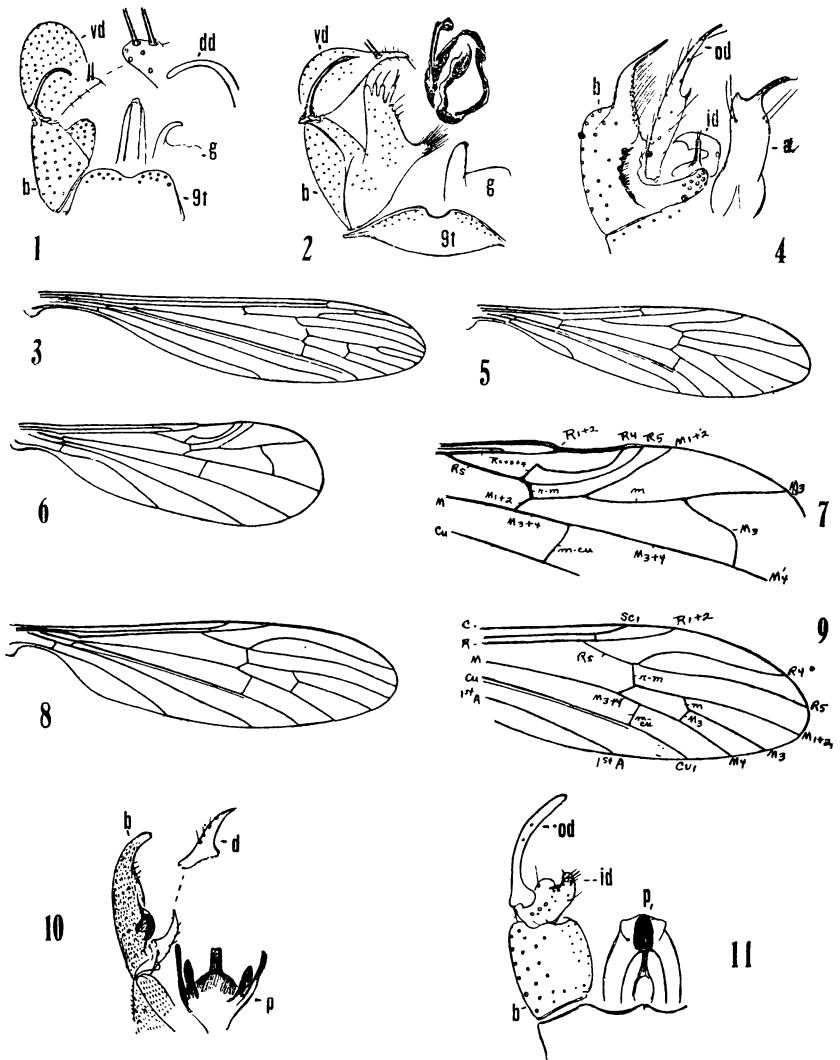 vd
dd
g
b
9t
1
vd
g
b
9t
2
od
b
id
4
3
5
6
R1+2
R4
R5
M1+2
Rs
r-m
m
M3
7
M
M1+2
M3+4
M3
Cu
m-cu
M3+4
M4
8
Sc1
R1+2
9
C
R
Rs
R4
M
r-m
Cu
R5
1st A
M3+4
m
M3
m-cu
M1+2
1st A
Cu1
M4
M3
b
d
10
p
od
id
p
11
b